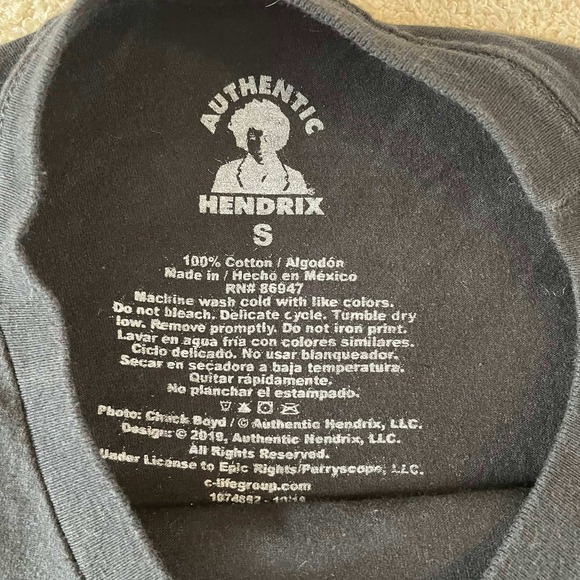 AUTHENTIC
HENDRIX
S
100% Cotton / Algodón
Made in / Hecho en México
RN# 86947
Machine wash cold with like colors.
Do not bleach. Delicate cycle. Tumble dry
low. Remove promptly. Do not iron print.
Lavar en agua fría con colores similares.
Ciclo delicado. No usar blanqueador.
Secar en secadora a baja temperatura.
Quitar rápidamente.
No planchar el estampado.
Photo: Chuck Boyd / © Authentic Hendrix, LLC.
Design: © 2019, Authentic Hendrix, LLC.
All Rights Reserved.
Under License to Epic Rights/Perryscope, LLC.
c-lifegroup.com